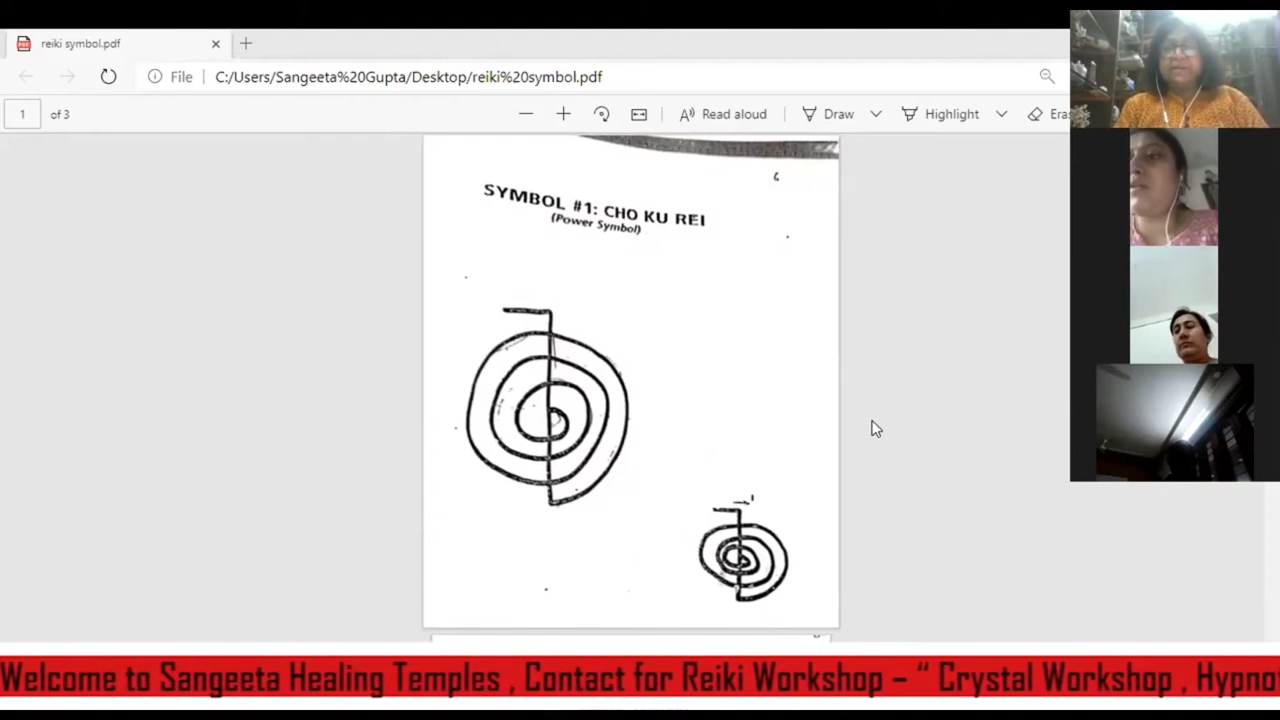 reiki symbol.pdf
File
C:/Users/Sangeeta%20Gupta/Desktop/reiki%20symbol.pdf
1 of 3
Read aloud
Draw
Highlight
6
SYMBOL #1: CHO KU REI
(Power Symbol)
Welcome to Sangeeta Healing Temples , Contact for Reiki Workshop – “ Crystal Workshop ,